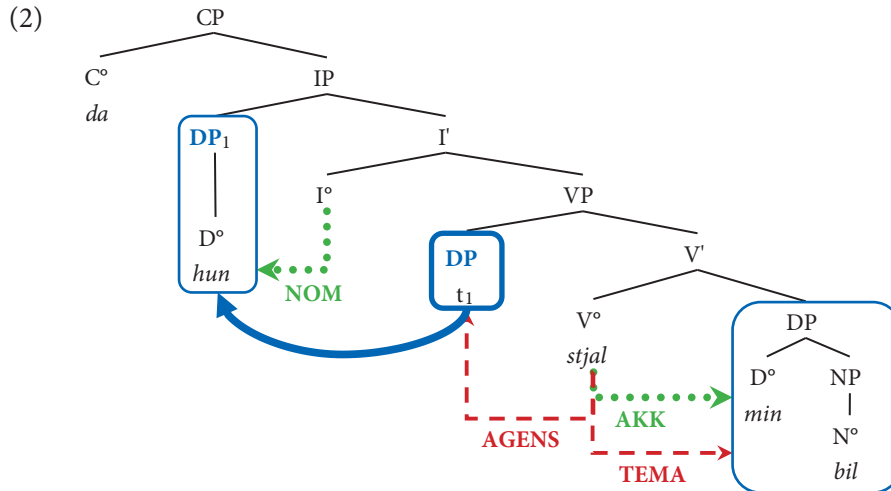 (2)
CP
C° IP
da
DP₁ I'
I° VP
D°
hun DP V'
NOM t₁
V° DP
stjal
D° NP
AKK min
AGENS N°
TEMA bil